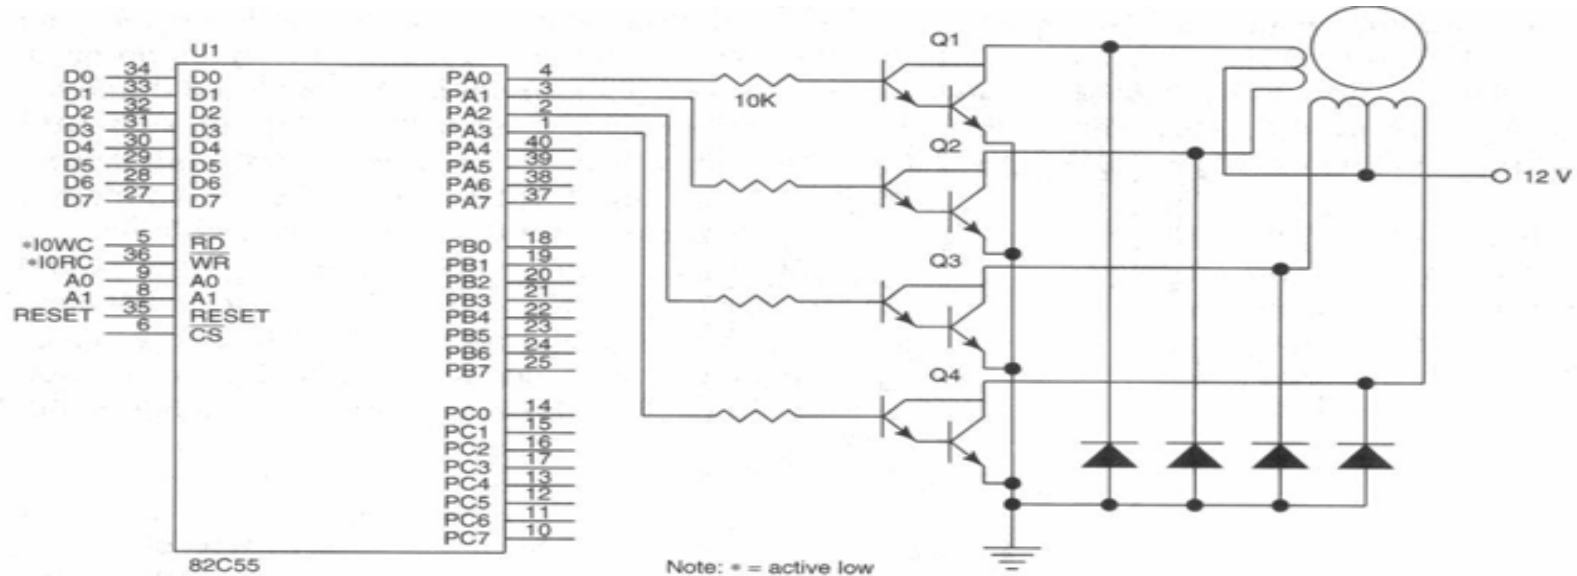 U1
D0 34 D0 PA0 4
D1 33 D1 PA1 3
D2 32 D2 PA2 2
D3 31 D3 PA3 1
D4 30 D4 PA4 40
D5 29 D5 PA5 39
D6 28 D6 PA6 38
D7 27 D7 PA7 37
*I0WC 5 RD PB0 18
*I0RC 36 WR PB1 19
A0 9 A0 PB2 20
A1 8 A1 PB3 21
RESET 35 RESET PB4 22
6 CS PB5 23
PB6 24
PB7 25
PC0 14
PC1 15
PC2 16
PC3 17
PC4 13
PC5 12
PC6 11
PC7 10
82C55
10K
Q1
Q2
Q3
Q4
12 V
Note: * = active low